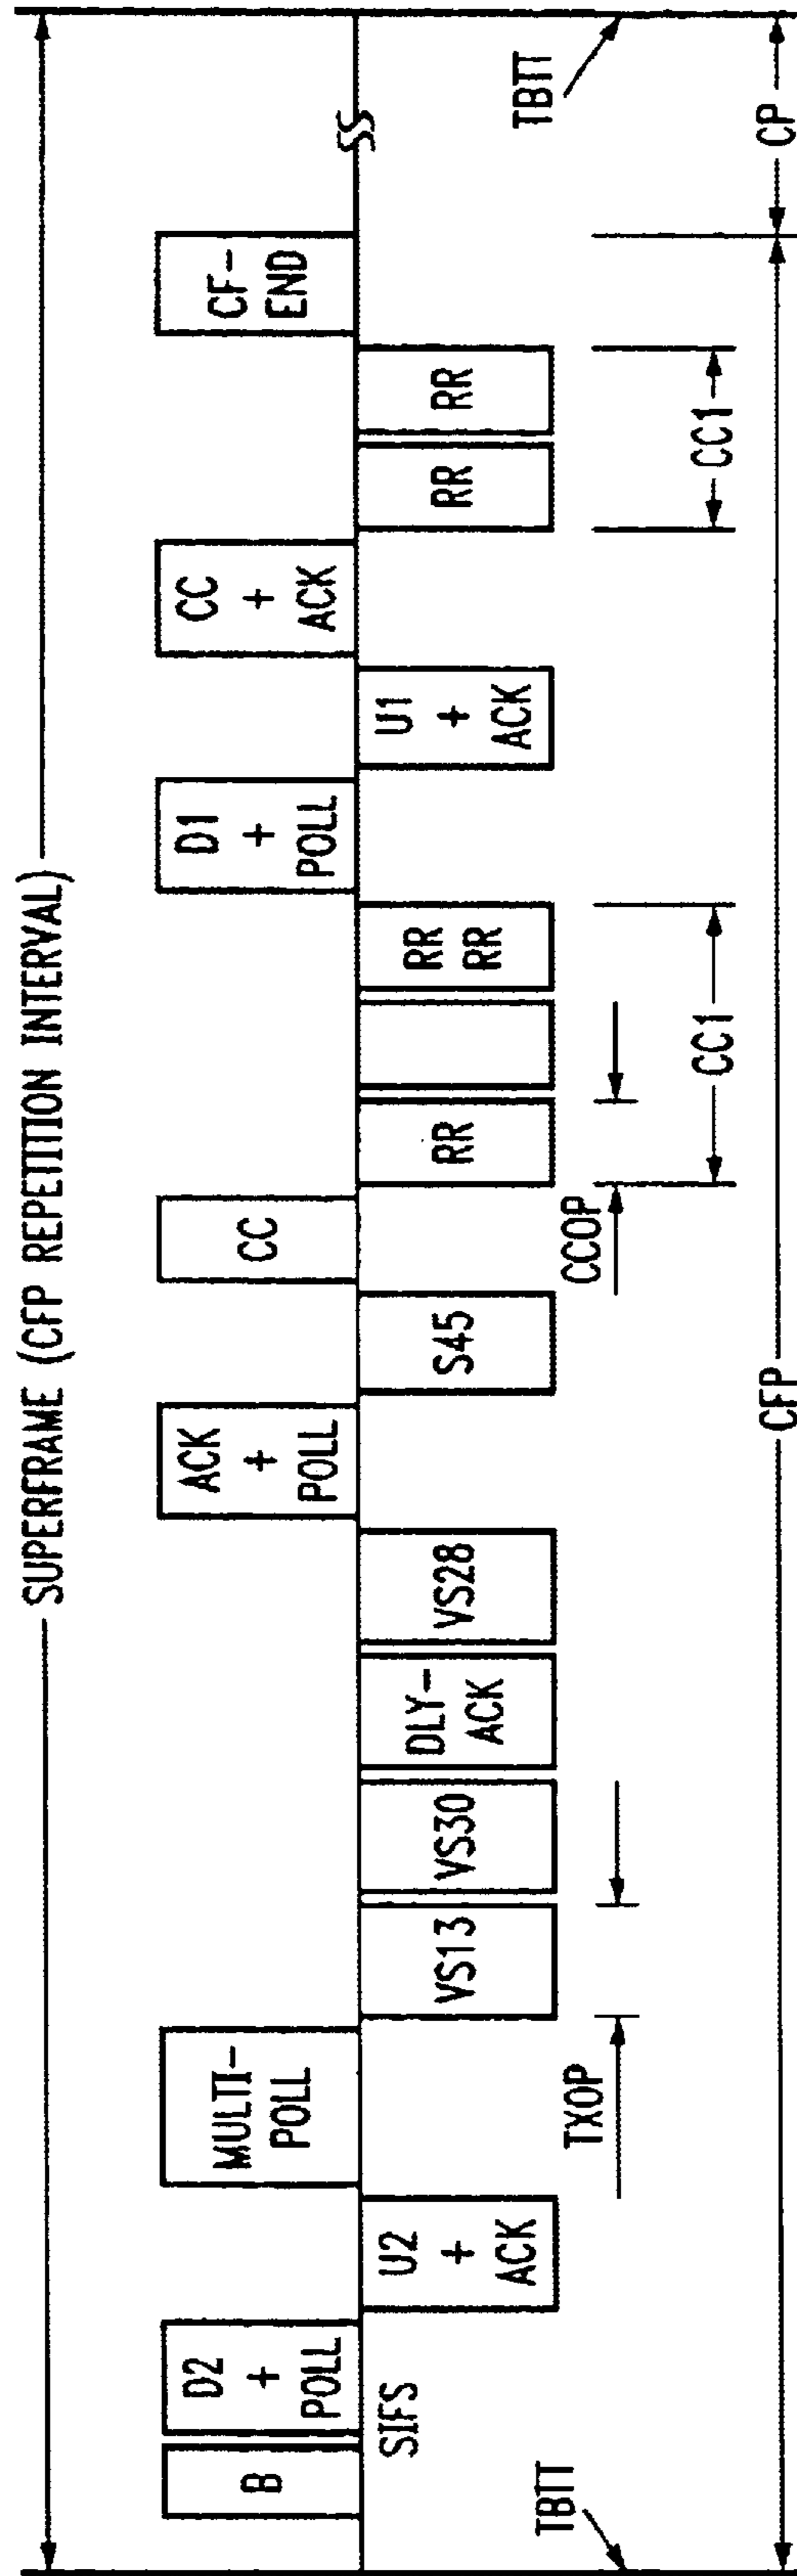 SUPERFRAME (CFP REPETITION INTERVAL)
B
D2
+
POLL
MULTI-
POLL
ACK
+
POLL
CC
D1
+
POLL
CC
+
ACK
CF-
END
SS
SIFS
U2
+
ACK
VS13
VS30
DLY-
ACK
VS28
S45
RR
RR
RR
U1
+
ACK
RR
RR
TBTT
TXOP
CCOP
TBTT
CC1
CC1
CFP
CP